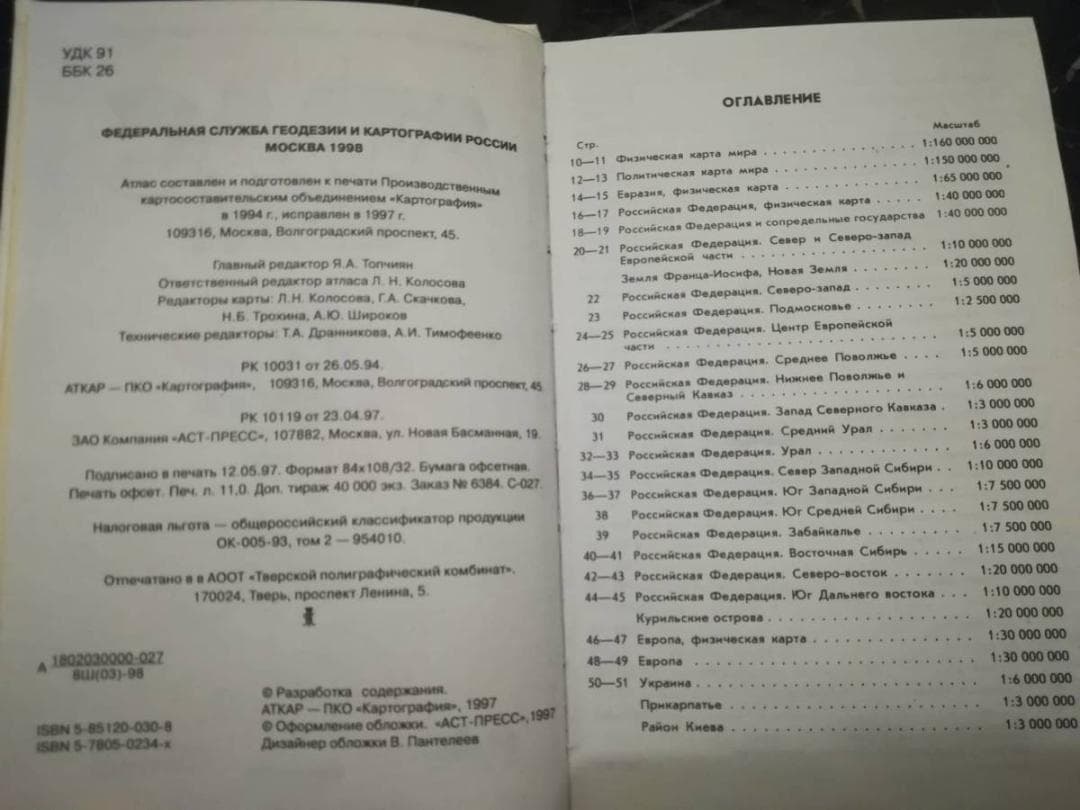 УДК 91
ББК 26
ФЕДЕРАЛЬНАЯ СЛУЖБА ГЕОДЕЗИИ И КАРТОГРАФИИ РОССИИ
МОСКВА 1998
Атлас составлен и подготовлен к печати Производственным
картосоставительским объединением «Картография»
в 1994 г., исправлен в 1997 г.
109316, Москва, Волгоградский проспект, 45.
Главный редактор Я.А. Топчиян
Ответственный редактор атласа Л. Н. Колосова
Редакторы карты: Л.Н. Колосова, Г.А. Скачкова,
Н.Б. Трохина, А.Ю. Широков
Технические редакторы: Т.А. Дранникова, А.И. Тимофеенко
РК 10031 от 26.05.94.
АТКАР — ПКО «Картография», 109316, Москва, Волгоградский проспект, 45
РК 10119 от 23.04.97.
ЗАО Компания «АСТ-ПРЕСС», 107882, Москва, ул. Новая Басманная, 19.
Подписано в печать 12.05.97. Формат 84х108/32. Бумага офсетная.
Печать офсет. Печ. л. 11,0. Доп. тираж 40 000 экз. Заказ № 6384. С-027.
Налоговая льгота — общероссийский классификатор продукции
ОК-005-93, том 2 — 954010.
Отпечатано в в АООТ «Тверской полиграфический комбинат».
170024, Тверь, проспект Ленина, 5.
А 1802030000-027
8Ш(03)-98
© Разработка содержания.
АТКАР — ПКО «Картография», 1997
© Оформление обложки. «АСТ-ПРЕСС», 1997
Дизайнер обложки В. Пантелеев
ISBN 5-85120-030-8
ISBN 5-7805-0234-х
ОГЛАВЛЕНИЕ
Стр. Масштаб
10—11 Физическая карта мира . . . 1:160 000 000
12—13 Политическая карта мира . . . 1:150 000 000
14—15 Евразия, физическая карта . . . 1:65 000 000
16—17 Российская Федерация, физическая карта . . . 1:40 000 000
18—19 Российская Федерация и сопредельные государства 1:40 000 000
20—21 Российская Федерация. Север и Северо-запад
Европейской части . . . 1:10 000 000
Земля Франца-Иосифа, Новая Земля . . . 1:20 000 000
22 Российская Федерация. Северо-запад . . . 1:5 000 000
23 Российская Федерация. Подмосковье . . . 1:2 500 000
24—25 Российская Федерация. Центр Европейской
части . . . 1:5 000 000
26—27 Российская Федерация. Среднее Поволжье . . . 1:5 000 000
28—29 Российская Федерация. Нижнее Поволжье и
Северный Кавказ . . . 1:6 000 000
30 Российская Федерация. Запад Северного Кавказа . 1:3 000 000
31 Российская Федерация. Средний Урал . . . 1:3 000 000
32—33 Российская Федерация. Урал . . . 1:6 000 000
34—35 Российская Федерация. Север Западной Сибири . . 1:10 000 000
36—37 Российская Федерация. Юг Западной Сибири . . . 1:7 500 000
38 Российская Федерация. Юг Средней Сибири . . . 1:7 500 000
39 Российская Федерация. Забайкалье . . . 1:7 500 000
40—41 Российская Федерация. Восточная Сибирь . . . 1:15 000 000
42—43 Российская Федерация. Северо-восток . . . 1:20 000 000
44—45 Российская Федерация. Юг Дальнего востока . . . 1:10 000 000
Курильские острова . . . 1:20 000 000
46—47 Европа, физическая карта . . . 1:30 000 000
48—49 Европа . . . 1:30 000 000
50—51 Украина . . . 1:6 000 000
Прикарпатье . . . 1:3 000 000
Район Киева . . . 1:3 000 000